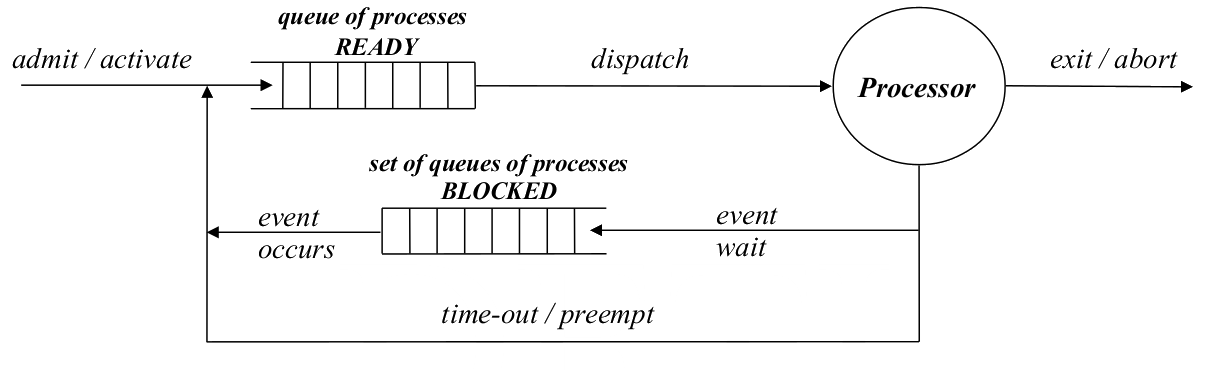 queue of processes
READY
admit / activate
dispatch
exit / abort
Processor
set of queues of processes
BLOCKED
event
occurs
event
wait
time-out / preempt